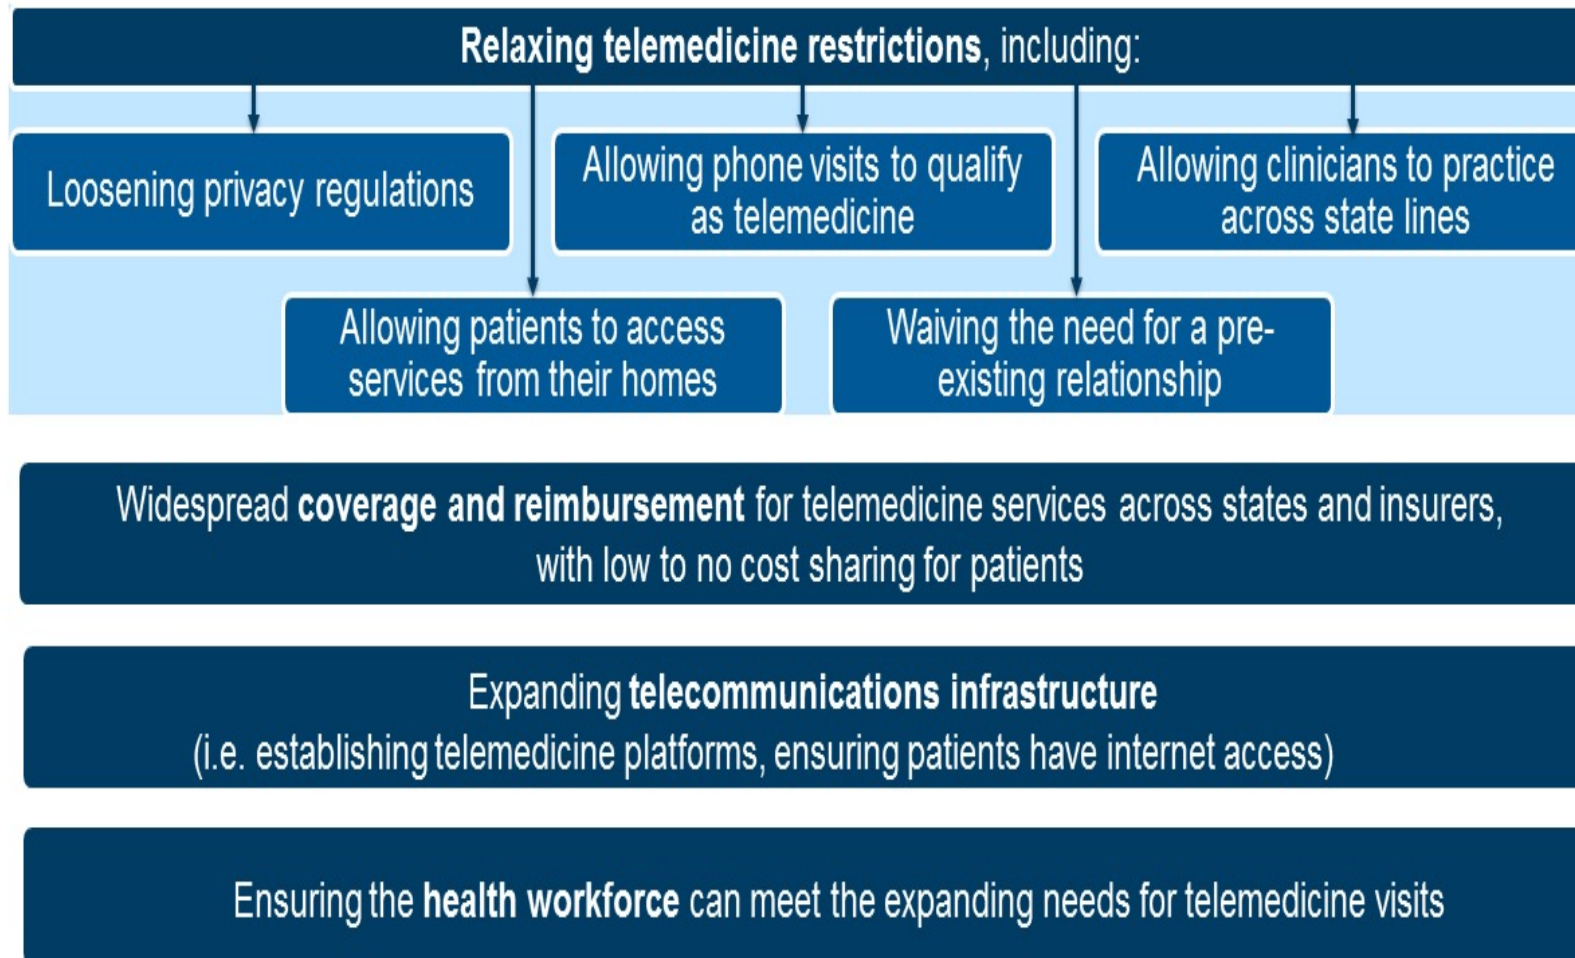 Relaxing telemedicine restrictions, including:
Loosening privacy regulations
Allowing phone visits to qualify
as telemedicine
Allowing clinicians to practice
across state lines
Allowing patients to access
services from their homes
Waiving the need for a pre-
existing relationship
Widespread coverage and reimbursement for telemedicine services across states and insurers,
with low to no cost sharing for patients
Expanding telecommunications infrastructure
(i.e. establishing telemedicine platforms, ensuring patients have internet access)
Ensuring the health workforce can meet the expanding needs for telemedicine visits